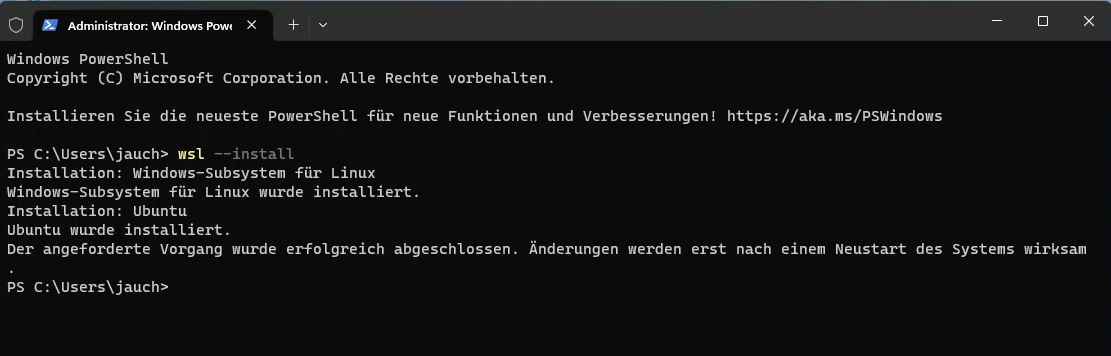 Administrator: Windows Powe
Windows PowerShell
Copyright (C) Microsoft Corporation. Alle Rechte vorbehalten.
Installieren Sie die neueste PowerShell für neue Funktionen und Verbesserungen! https://aka.ms/PSWindows
PS C:\Users\jauch> wsl --install
Installation: Windows-Subsystem für Linux
Windows-Subsystem für Linux wurde installiert.
Installation: Ubuntu
Ubuntu wurde installiert.
Der angeforderte Vorgang wurde erfolgreich abgeschlossen. Änderungen werden erst nach einem Neustart des Systems wirksam
.
PS C:\Users\jauch>